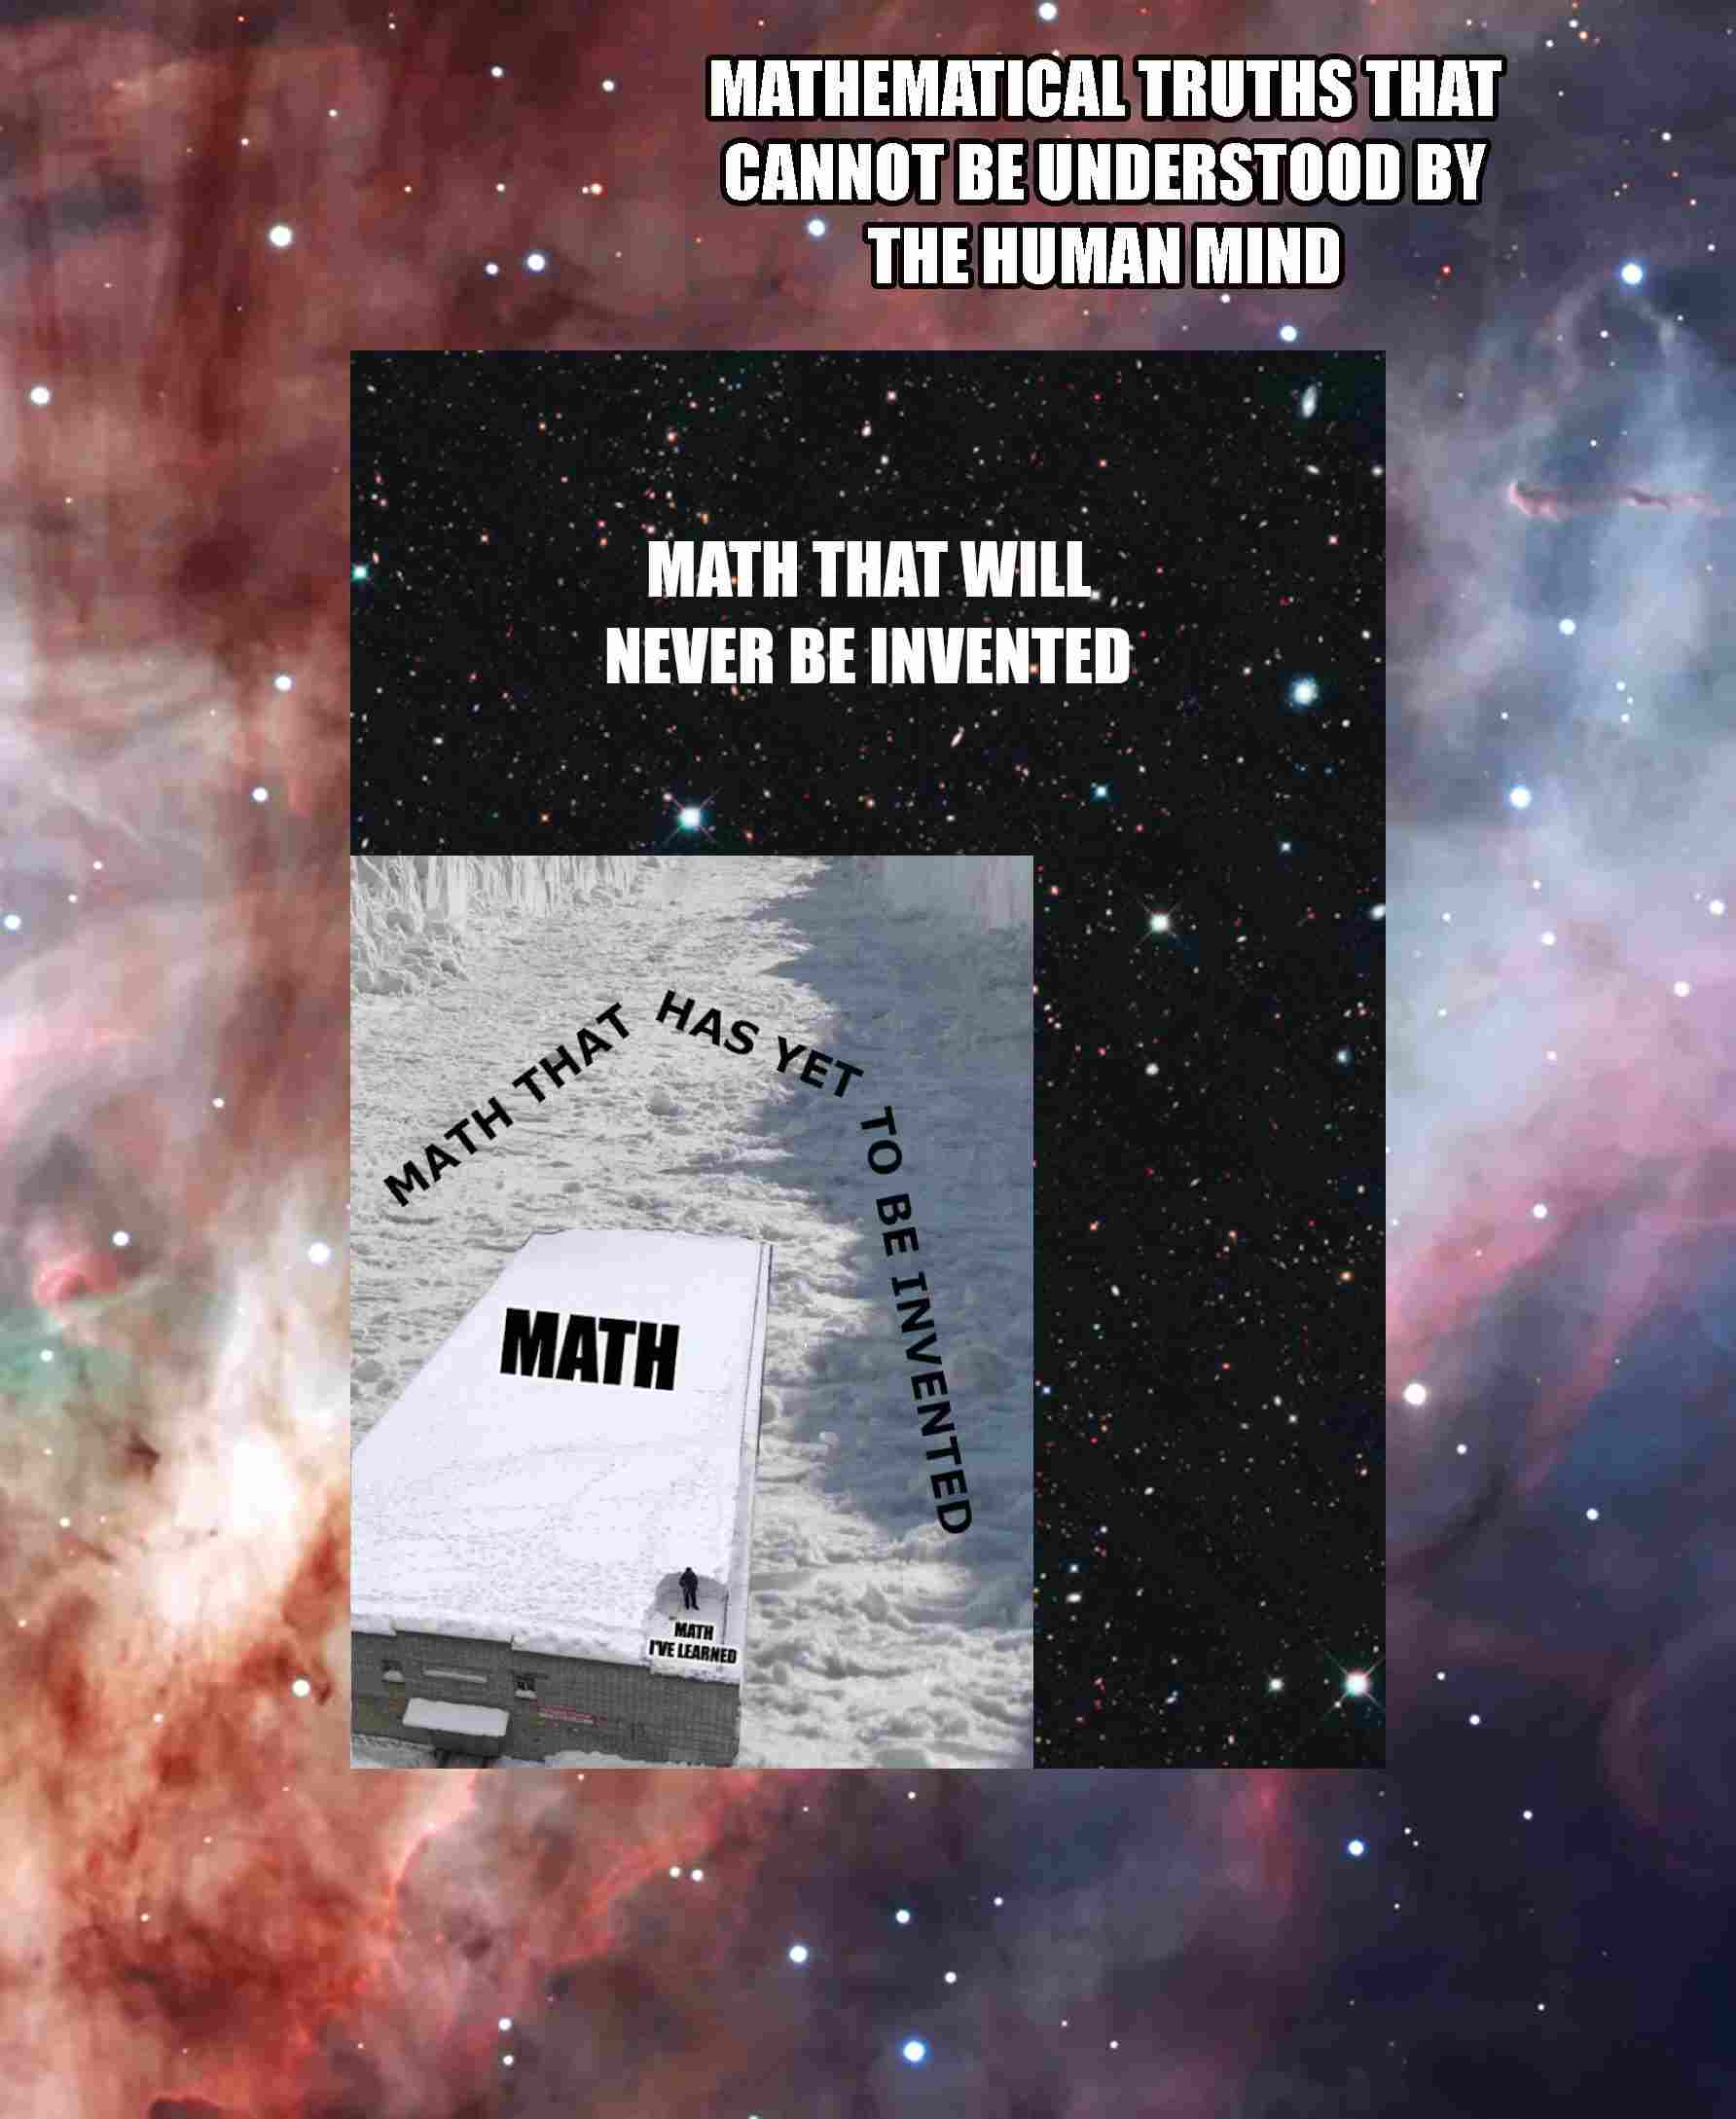 MATHEMATICAL TRUTHS THAT
CANNOT BE UNDERSTOOD BY
THE HUMAN MIND
MATH THAT WILL
NEVER BE INVENTED
MATH THAT HAS YET TO BE INVENTED
MATH
MATH
I'VE LEARNED